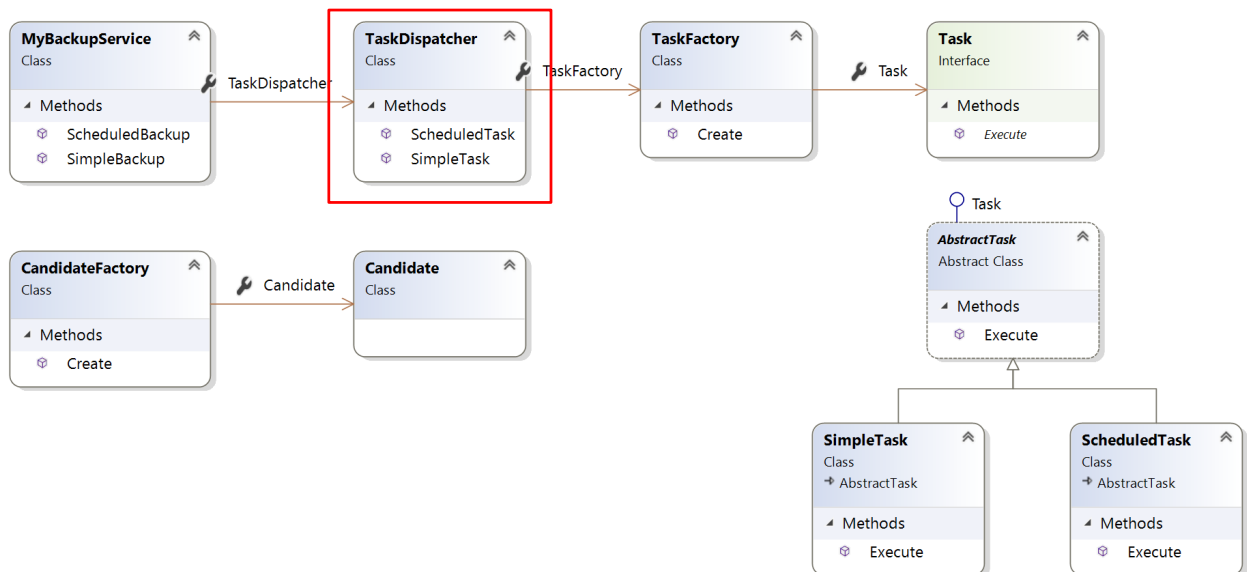 MyBackupService
Class
Methods
ScheduledBackup
SimpleBackup
TaskDispatcher
TaskDispatcher
Class
Methods
ScheduledTask
SimpleTask
TaskFactory
TaskFactory
Class
Methods
Create
Task
Task
Interface
Methods
Execute
CandidateFactory
Class
Methods
Create
Candidate
Candidate
Class
Task
AbstractTask
Abstract Class
Methods
Execute
SimpleTask
Class
AbstractTask
Methods
Execute
ScheduledTask
Class
AbstractTask
Methods
Execute